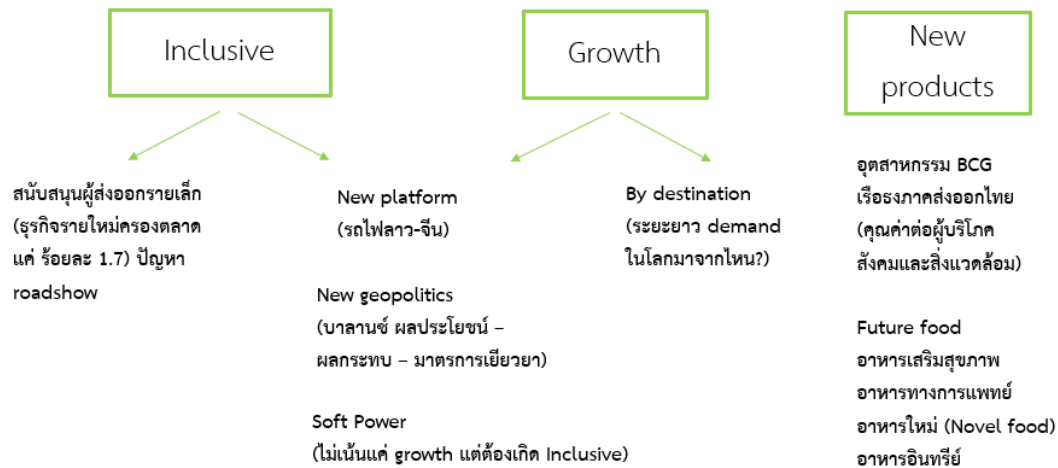 Inclusive
สนับสนุนผู้ส่งออกรายเล็ก
(ธุรกิจรายใหม่ครองตลาด
แค่ ร้อยละ 1.7) ปัญหา
roadshow
Growth
New platform
(รถไฟลาว-จีน)
New geopolitics
(บาลานซ์ ผลประโยชน์ –
ผลกระทบ – มาตรการเยียวยา)
Soft Power
(ไม่เน้นแค่ growth แต่ต้องเกิด Inclusive)
By destination
(ระยะยาว demand
ในโลกมาจากไหน?)
New
products
อุตสาหกรรม BCG
เรือธงภาคส่งออกไทย
(คุณค่าต่อผู้บริโภค
สังคมและสิ่งแวดล้อม)
Future food
อาหารเสริมสุขภาพ
อาหารทางการแพทย์
อาหารใหม่ (Novel food)
อาหารอินทรีย์